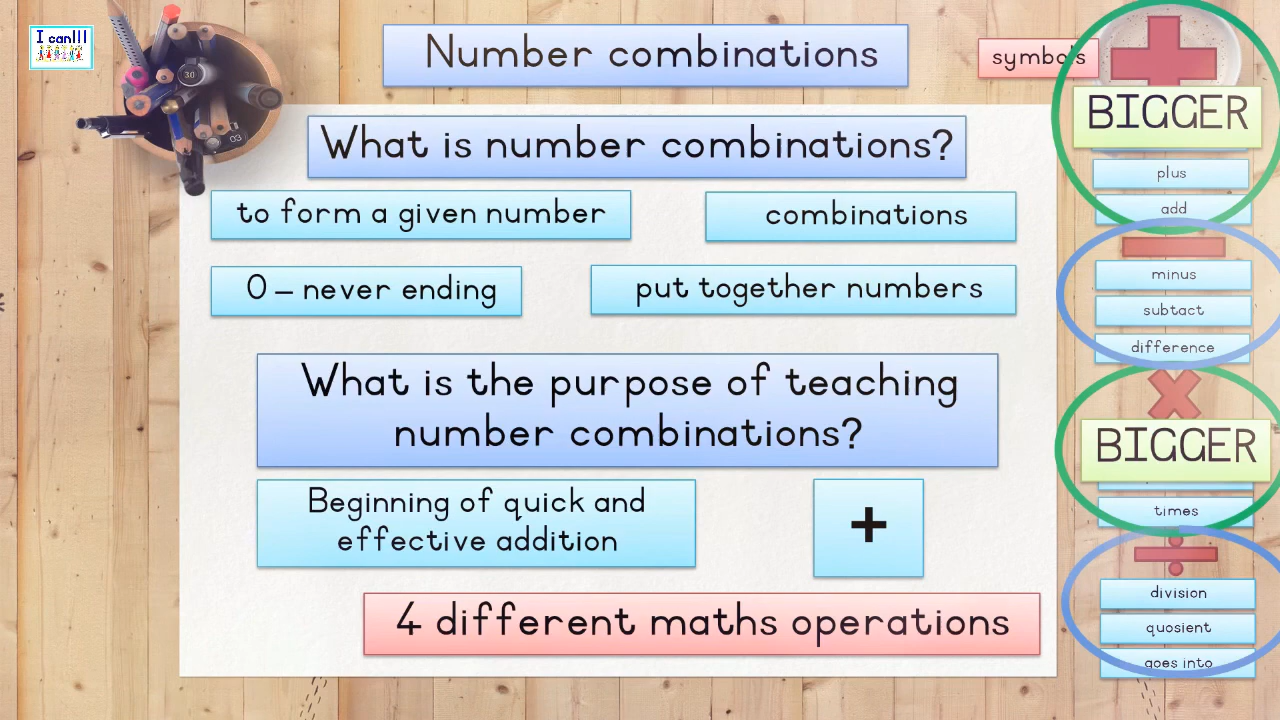 I can!!!
Number combinations
symbols
BIGGER
plus
add
What is number combinations?
to form a given number
combinations
0 – never ending
put together numbers
minus
subtact
difference
What is the purpose of teaching
number combinations?
BIGGER
times
Beginning of quick and
effective addition
+
4 different maths operations
division
quosient
goes into
30
03